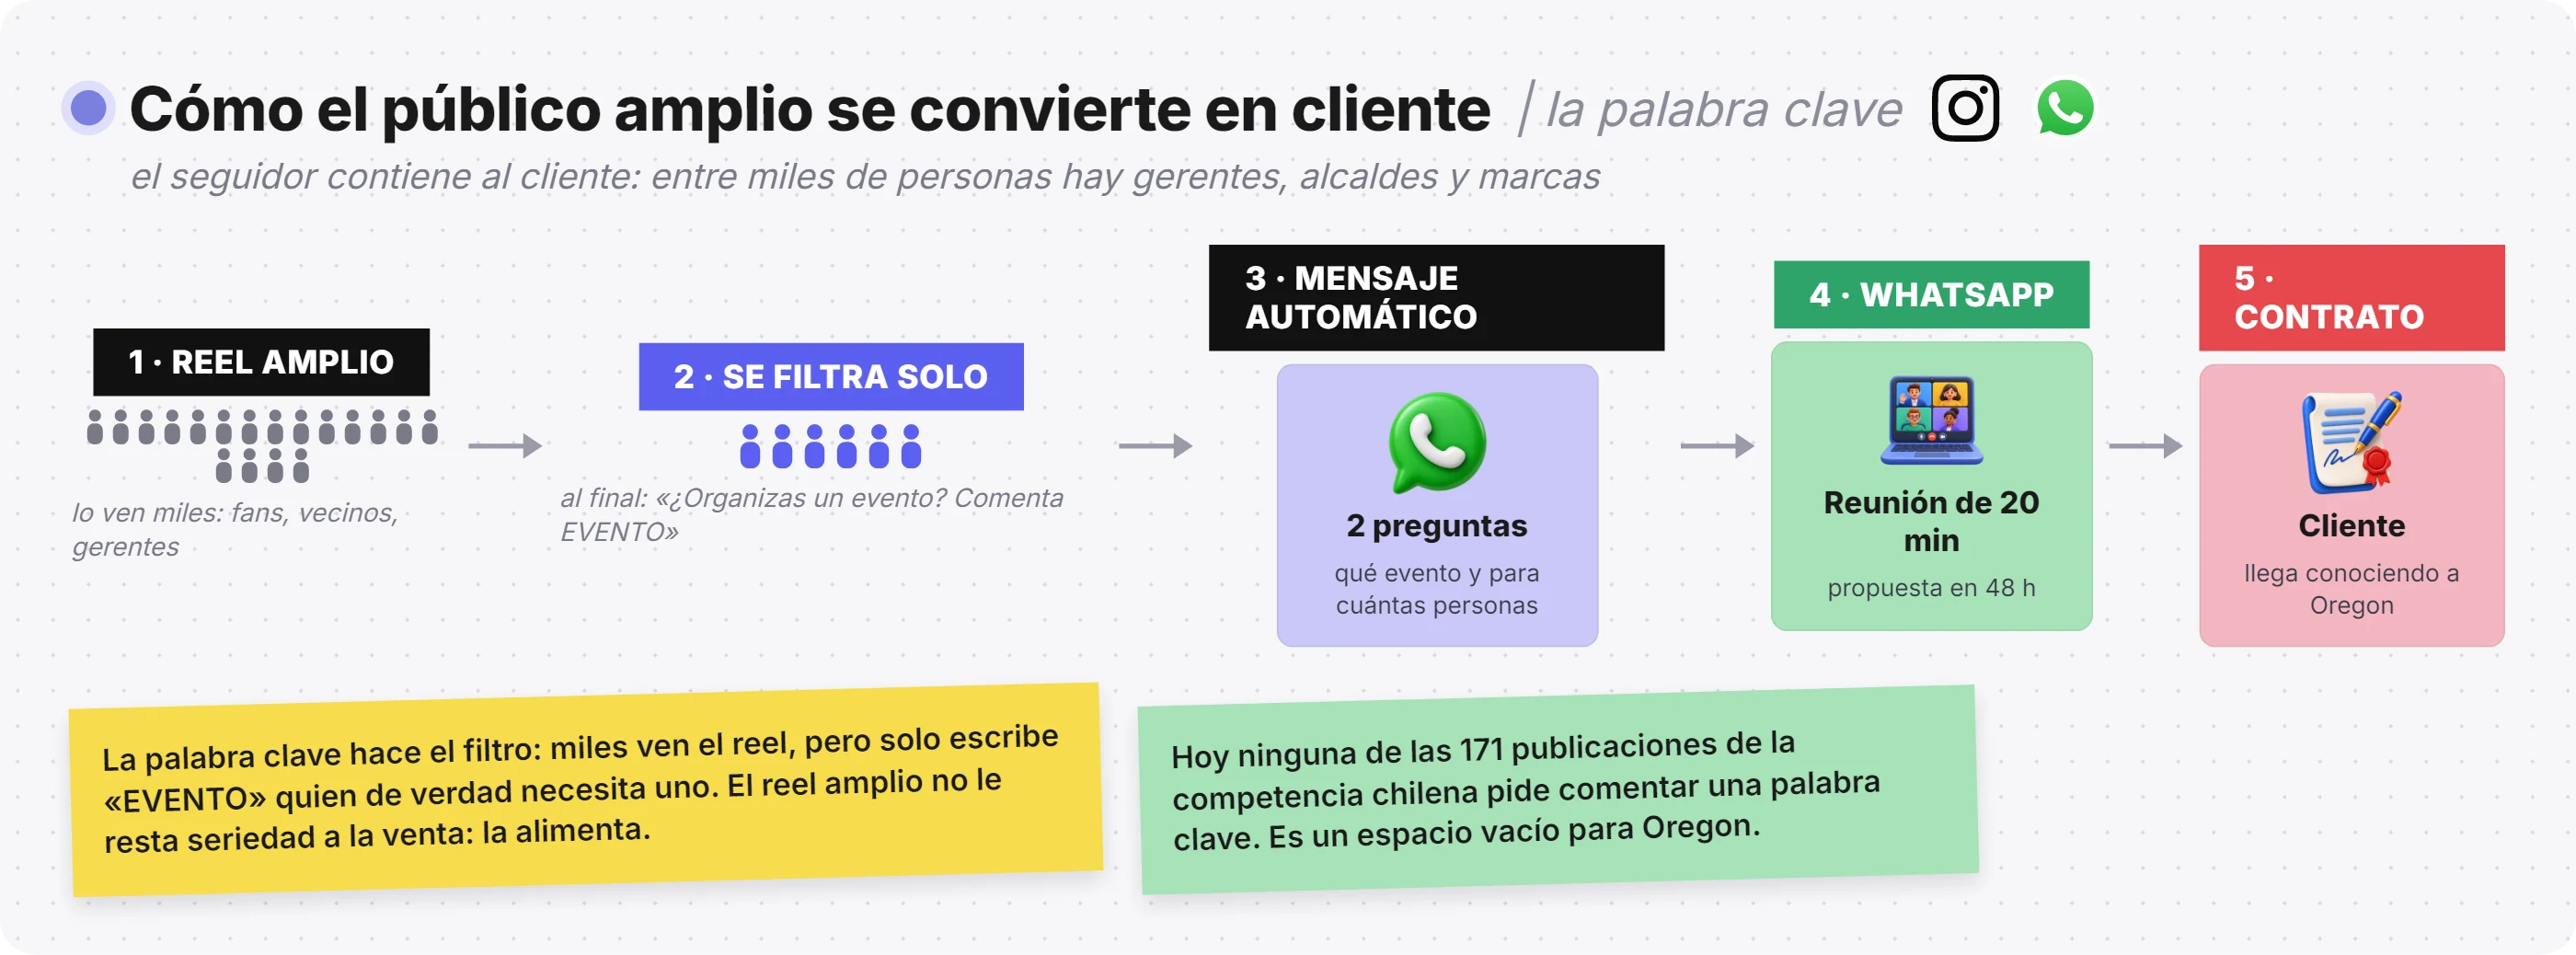 Cómo el público amplio se convierte en cliente | la palabra clave
el seguidor contiene al cliente: entre miles de personas hay gerentes, alcaldes y marcas
1 · REEL AMPLIO
lo ven miles: fans, vecinos,
gerentes
2 · SE FILTRA SOLO
al final: «¿Organizas un evento? Comenta
EVENTO»
3 · MENSAJE
AUTOMÁTICO
2 preguntas
qué evento y para
cuántas personas
4 · WHATSAPP
Reunión de 20
min
propuesta en 48 h
5 ·
CONTRATO
Cliente
llega conociendo a
Oregon
La palabra clave hace el filtro: miles ven el reel, pero solo escribe
«EVENTO» quien de verdad necesita uno. El reel amplio no le
resta seriedad a la venta: la alimenta.
Hoy ninguna de las 171 publicaciones de la
competencia chilena pide comentar una palabra
clave. Es un espacio vacío para Oregon.